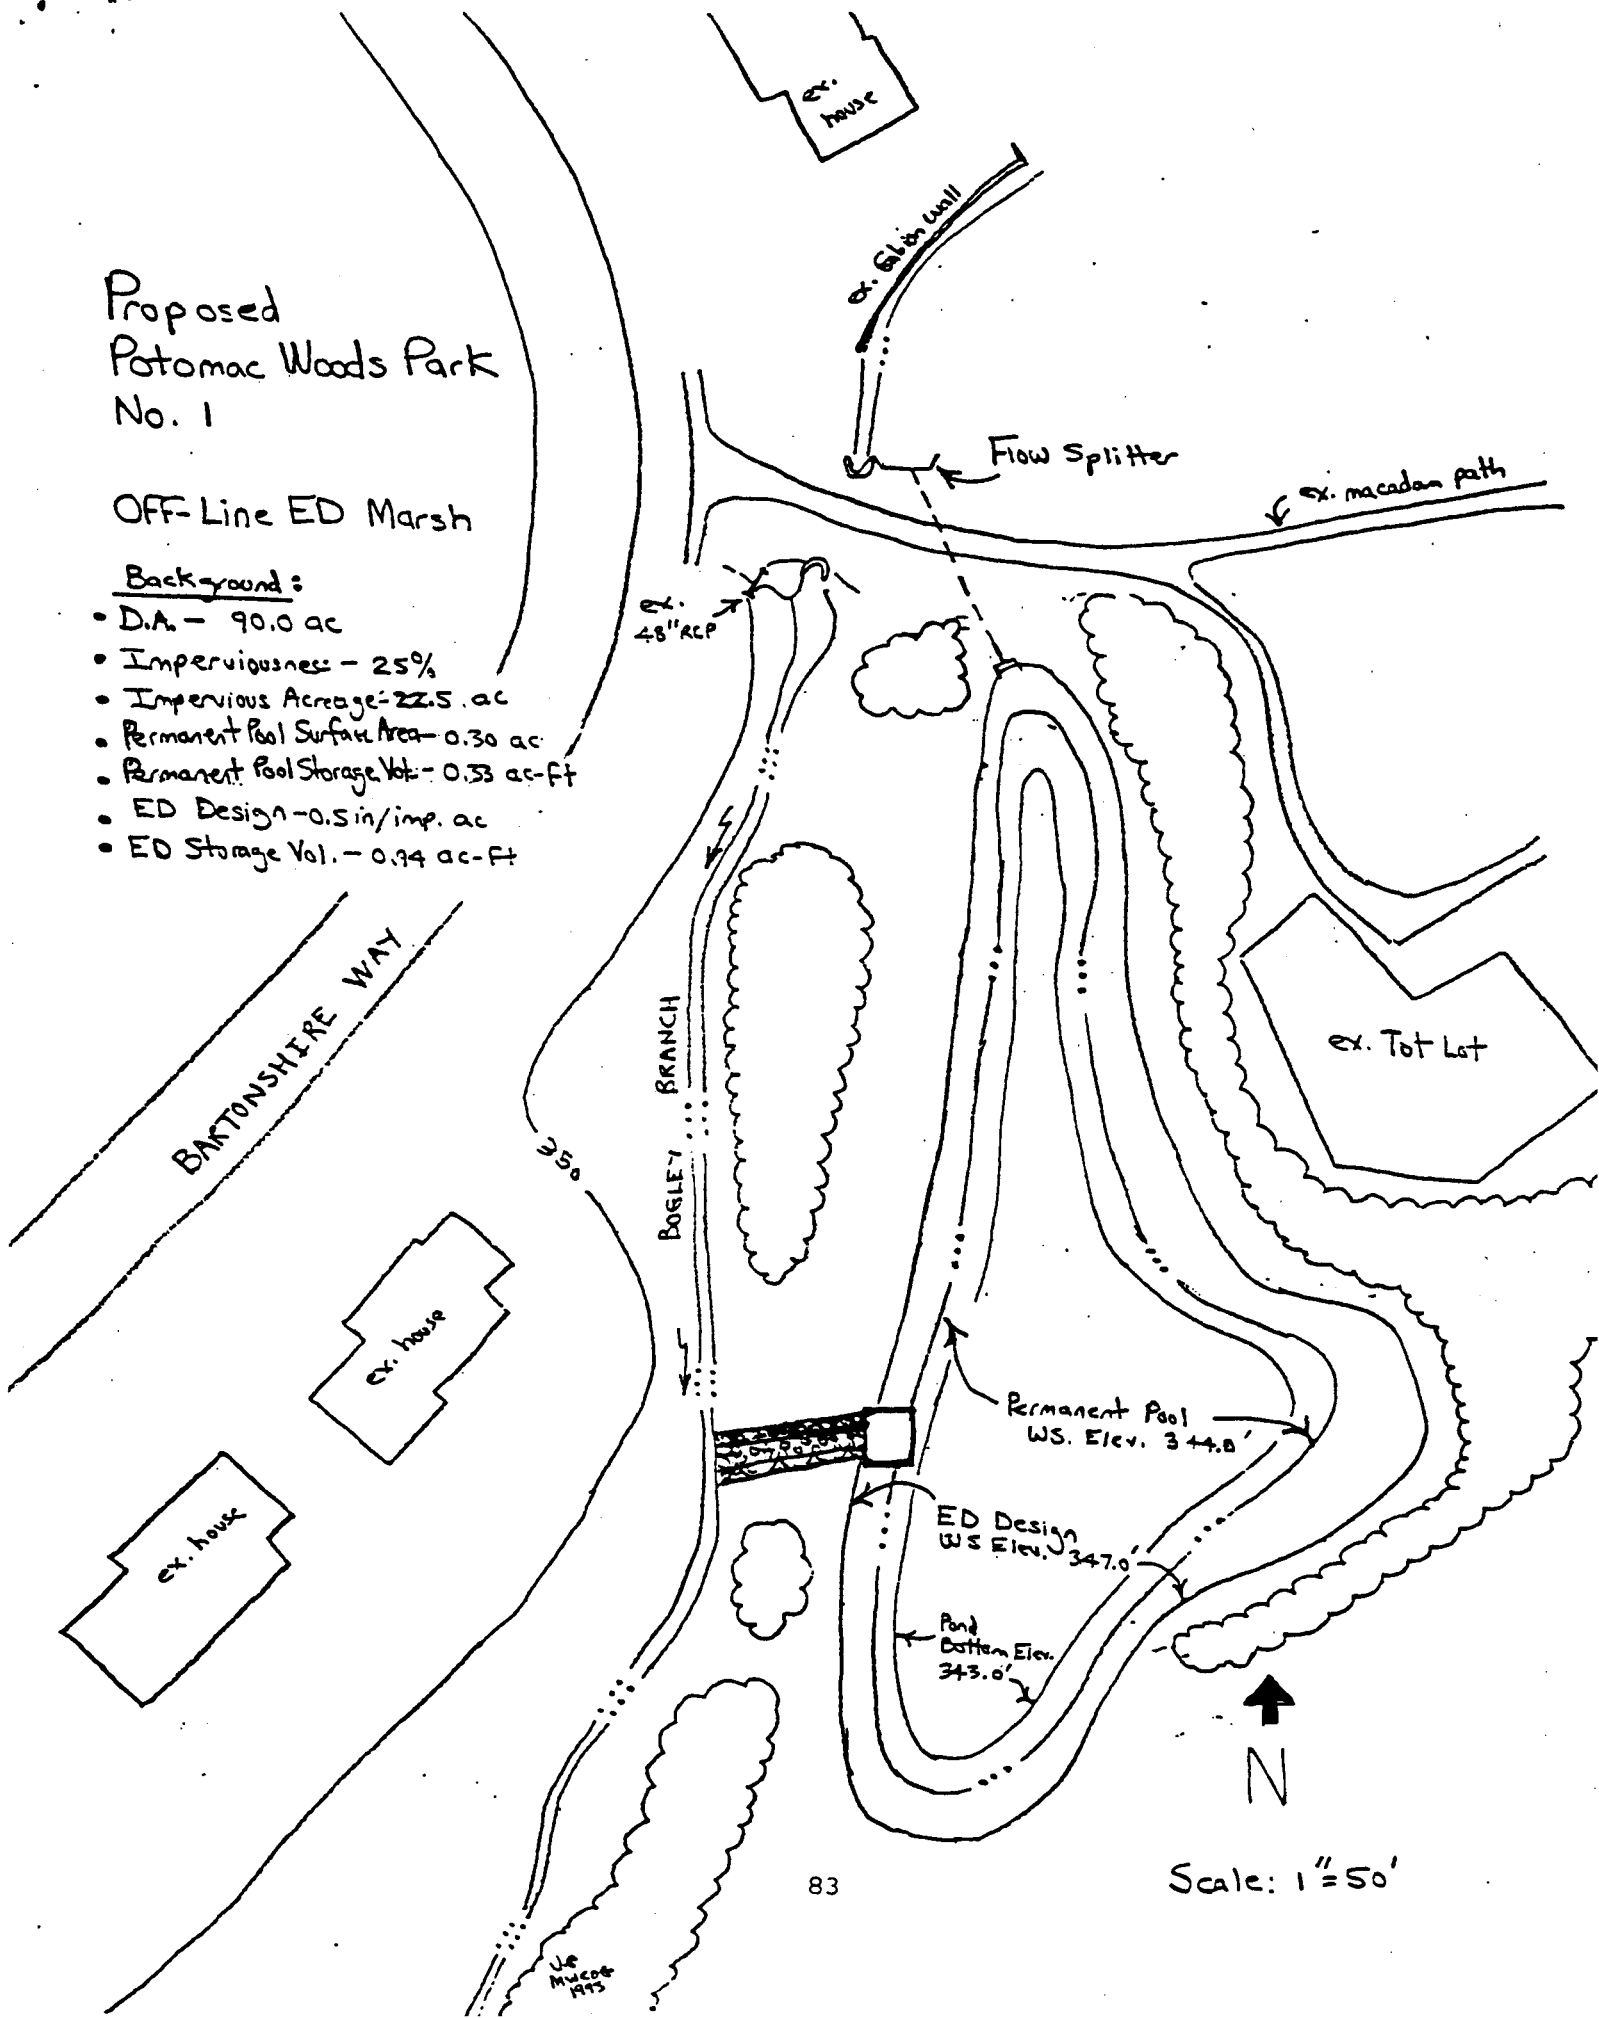 ex.
house
ex. Gabion Wall
Proposed
Potomac Woods Park
No. 1
Flow Splitter
ex. macadam path
OFF-Line ED Marsh
Background:
• D.A. - 90.0 ac
• Imperviousness - 25%
• Impervious Acreage - 22.5 ac
• Permanent Pool Surface Area - 0.30 ac
• Permanent Pool Storage Vol. - 0.33 ac-ft
• ED Design - 0.5 in/imp. ac
• ED Storage Vol. - 0.94 ac-ft
ex.
48" RCP
BARTONSHIRE WAY
BOGLEY BRANCH
ex. Tot Lot
350
ex. house
ex. house
Permanent Pool
WS. Elev. 344.0'
ED Design
WS Elev. 347.0'
Pond
Bottom Elev.
343.0'
N
Scale: 1"=50'
83
MWCOG
1993